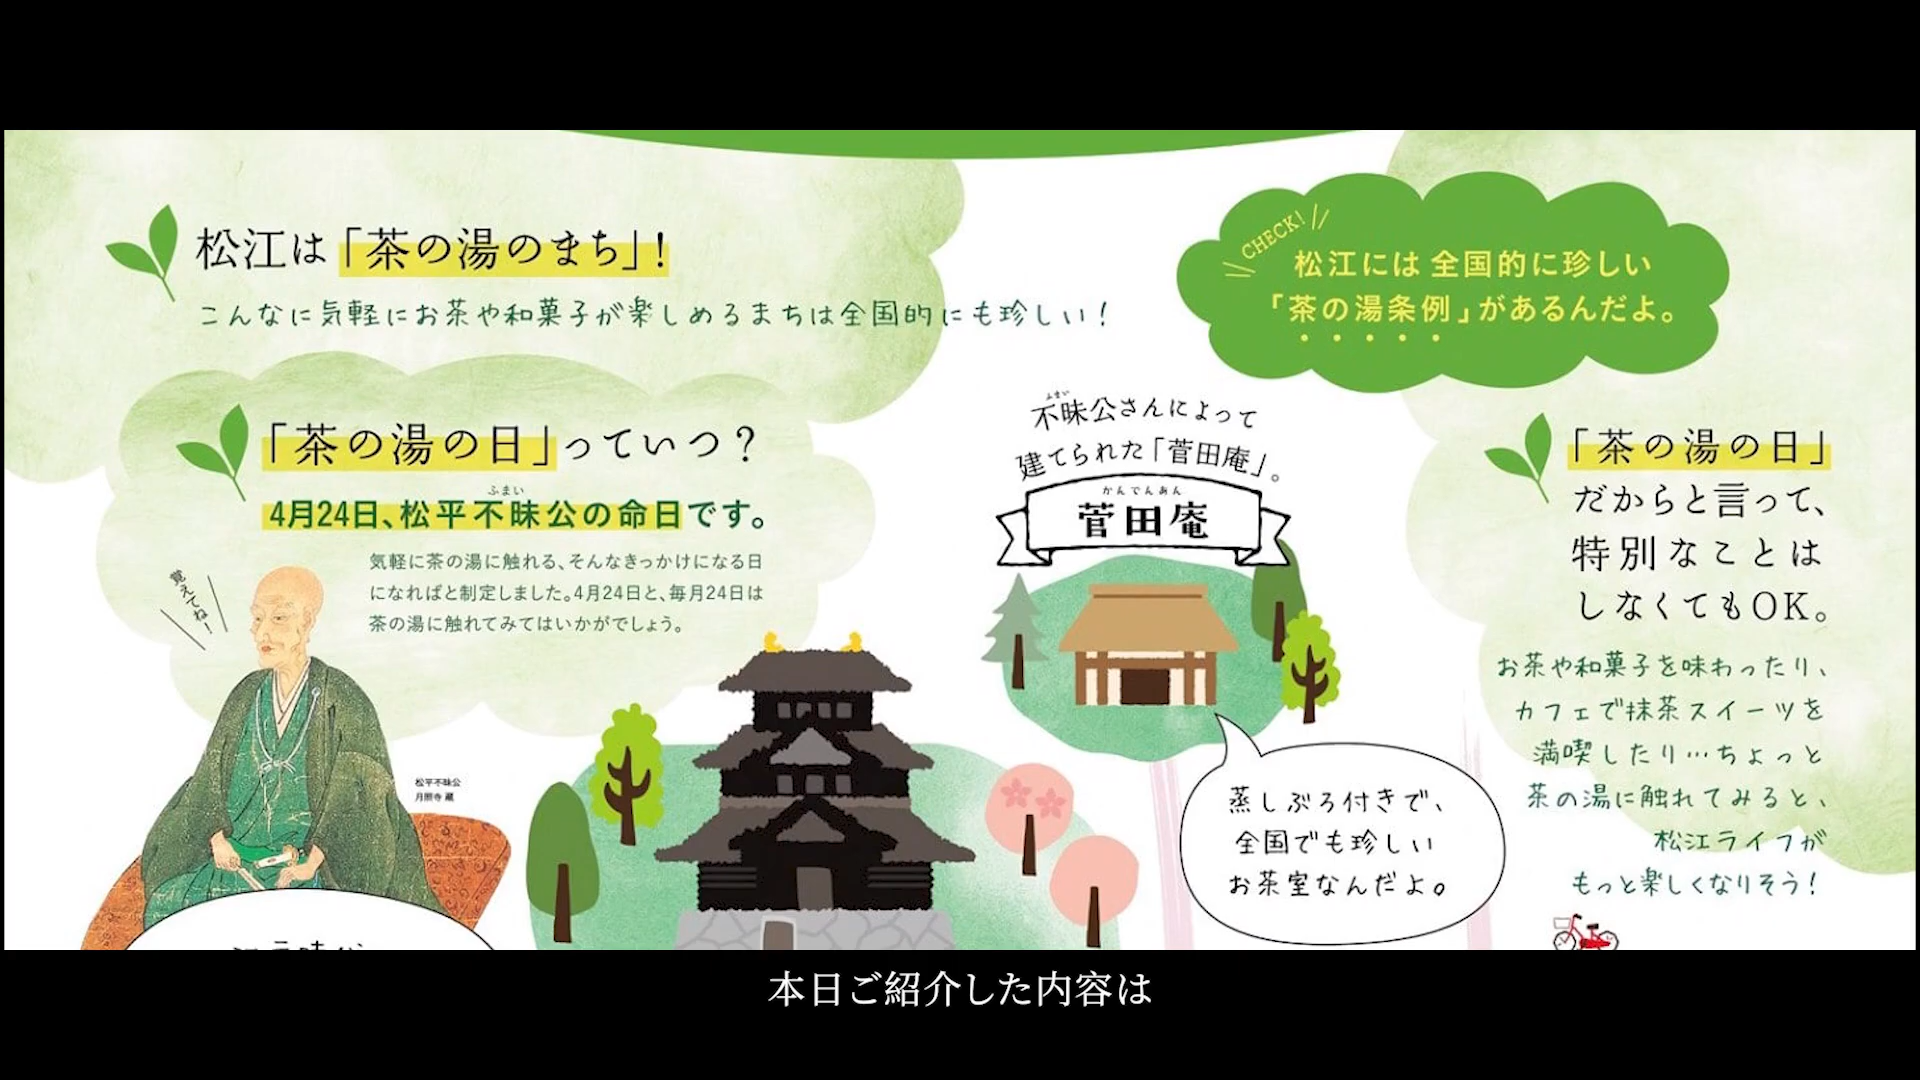 松江は「茶の湯のまち」!
こんなに気軽にお茶や和菓子が楽しめるまちは全国的にも珍しい!
CHECK!
松江には全国的に珍しい
「茶の湯条例」があるんだよ。
「茶の湯の日」っていつ?
ふまい
4月24日、松平不昧公の命日です。
気軽に茶の湯に触れる、そんなきっかけになる日
になればと制定しました。4月24日と、毎月24日は
茶の湯に触れてみてはいかがでしょう。
覚えてね!
松平不昧公
月照寺 蔵
ふまい
不昧公さんによって
建てられた「菅田庵」。
かんでんあん
菅田庵
蒸しぶろ付きで、
全国でも珍しい
お茶室なんだよ。
「茶の湯の日」
だからと言って、
特別なことは
しなくてもOK。
お茶や和菓子を味わったり、
カフェで抹茶スイーツを
満喫したり…ちょっと
茶の湯に触れてみると、
松江ライフが
もっと楽しくなりそう!
本日ご紹介した内容は